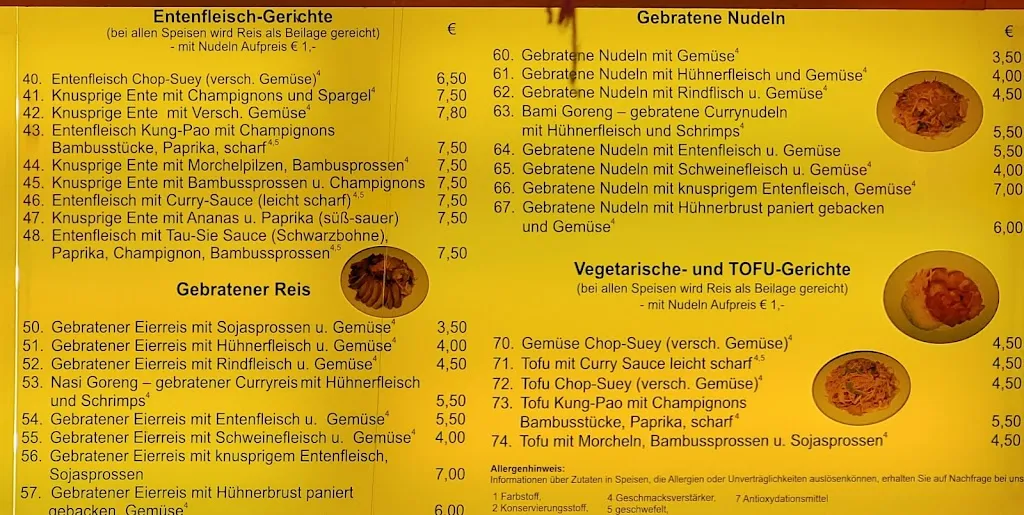 Entenfleisch-Gerichte
(bei allen Speisen wird Reis als Beilage gereicht)
- mit Nudeln Aufpreis € 1,-
€
40. Entenfleisch Chop-Suey (versch. Gemüse)4 6,50
41. Knusprige Ente mit Champignons und Spargel4 7,50
42. Knusprige Ente mit Versch. Gemüse4 7,80
43. Entenfleisch Kung-Pao mit Champignons
Bambusstücke, Paprika, scharf4,5 7,50
44. Knusprige Ente mit Morchelpilzen, Bambusprossen4 7,50
45. Knusprige Ente mit Bambussprossen u. Champignons 7,50
46. Entenfleisch mit Curry-Sauce (leicht scharf)4,5 7,50
47. Knusprige Ente mit Ananas u. Paprika (süß-sauer) 7,50
48. Entenfleisch mit Tau-Sie Sauce (Schwarzbohne),
Paprika, Champignon, Bambussprossen4,5 7,50
Gebratener Reis
50. Gebratener Eierreis mit Sojasprossen u. Gemüse4 3,50
51. Gebratener Eierreis mit Hühnerfleisch u. Gemüse4 4,00
52. Gebratener Eierreis mit Rindfleisch u. Gemüse4 4,50
53. Nasi Goreng – gebratener Curryreis mit Hühnerfleisch
und Schrimps4 5,50
54. Gebratener Eierreis mit Entenfleisch u. Gemüse4 5,50
55. Gebratener Eierreis mit Schweinefleisch u. Gemüse4 4,00
56. Gebratener Eierreis mit knusprigem Entenfleisch,
Sojasprossen 7,00
57. Gebratener Eierreis mit Hühnerbrust paniert
gebacken, Gemüse4 6,00
Gebratene Nudeln
€
60. Gebratene Nudeln mit Gemüse4 3,50
61. Gebratene Nudeln mit Hühnerfleisch und Gemüse4 4,00
62. Gebratene Nudeln mit Rindflisch u. Gemüse4 4,50
63. Bami Goreng – gebratene Currynudeln
mit Hühnerfleisch und Schrimps4 5,50
64. Gebratene Nudeln mit Entenfleisch u. Gemüse 5,50
65. Gebratene Nudeln mit Schweinefleisch u. Gemüse4 4,00
66. Gebratene Nudeln mit knusprigem Entenfleisch, Gemüse4 7,00
67. Gebratene Nudeln mit Hühnerbrust paniert gebacken
und Gemüse4 6,00
Vegetarische- und TOFU-Gerichte
(bei allen Speisen wird Reis als Beilage gereicht)
- mit Nudeln Aufpreis € 1,-
70. Gemüse Chop-Suey (versch. Gemüse)4 4,50
71. Tofu mit Curry Sauce leicht scharf4,5 4,50
72. Tofu Chop-Suey (versch. Gemüse)4 4,50
73. Tofu Kung-Pao mit Champignons
Bambusstücke, Paprika, scharf4 5,50
74. Tofu mit Morcheln, Bambussprossen u. Sojasprossen4 4,50
Allergenhinweis:
Informationen über Zutaten in Speisen, die Allergien oder Unverträglichkeiten auslösenkönnen, erhalten Sie auf Nachfrage bei uns
1 Farbstoff, 4 Geschmacksverstärker, 7 Antioxydationsmittel
2 Konservierungsstoff, 5 geschwefelt,